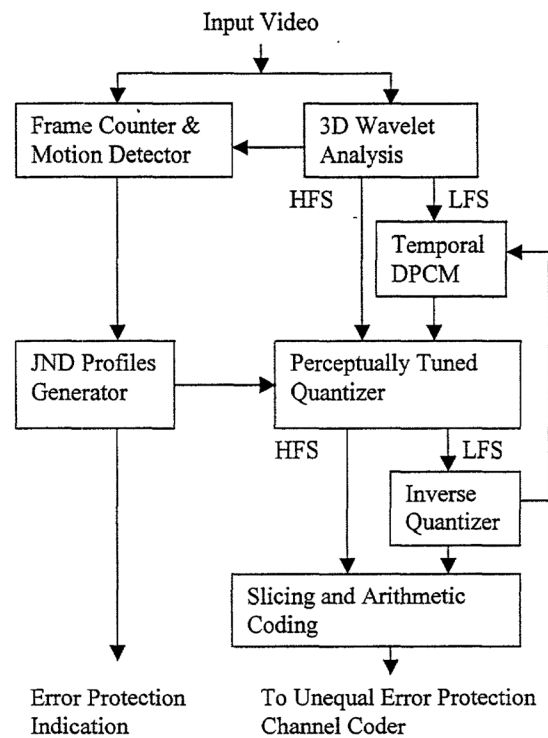 Input Video
Frame Counter &
Motion Detector
3D Wavelet
Analysis
HFS
LFS
Temporal
DPCM
JND Profiles
Generator
Perceptually Tuned
Quantizer
HFS
LFS
Inverse
Quantizer
Slicing and Arithmetic
Coding
Error Protection
Indication
To Unequal Error Protection
Channel Coder